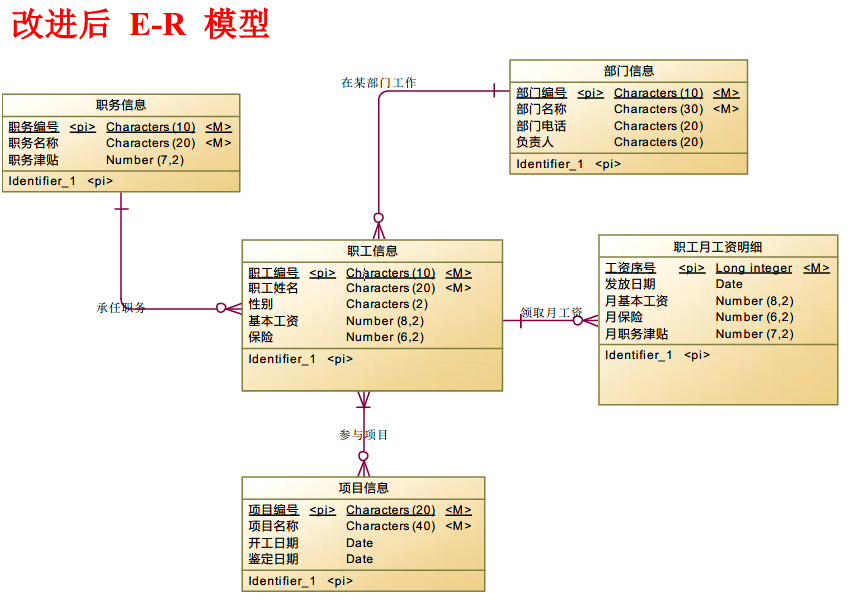 改进后 E-R 模型
在某部门工作
部门信息
部门编号 <pi> Characters (10) <M>
部门名称 Characters (30) <M>
部门电话 Characters (20)
负责人 Characters (20)
Identifier_1 <pi>
职务信息
职务编号 <pi> Characters (10) <M>
职务名称 Characters (20) <M>
职务津贴 Number (7,2)
Identifier_1 <pi>
承任职务
职工信息
职工编号 <pi> Characters (10) <M>
职工姓名 Characters (20) <M>
性别 Characters (2)
基本工资 Number (8,2)
保险 Number (6,2)
Identifier_1 <pi>
领取月工资
职工月工资明细
工资序号 <pi> Long integer <M>
发放日期 Date
月基本工资 Number (8,2)
月保险 Number (6,2)
月职务津贴 Number (7,2)
Identifier_1 <pi>
参与项目
项目信息
项目编号 <pi> Characters (20) <M>
项目名称 Characters (40) <M>
开工日期 Date
鉴定日期 Date
Identifier_1 <pi>